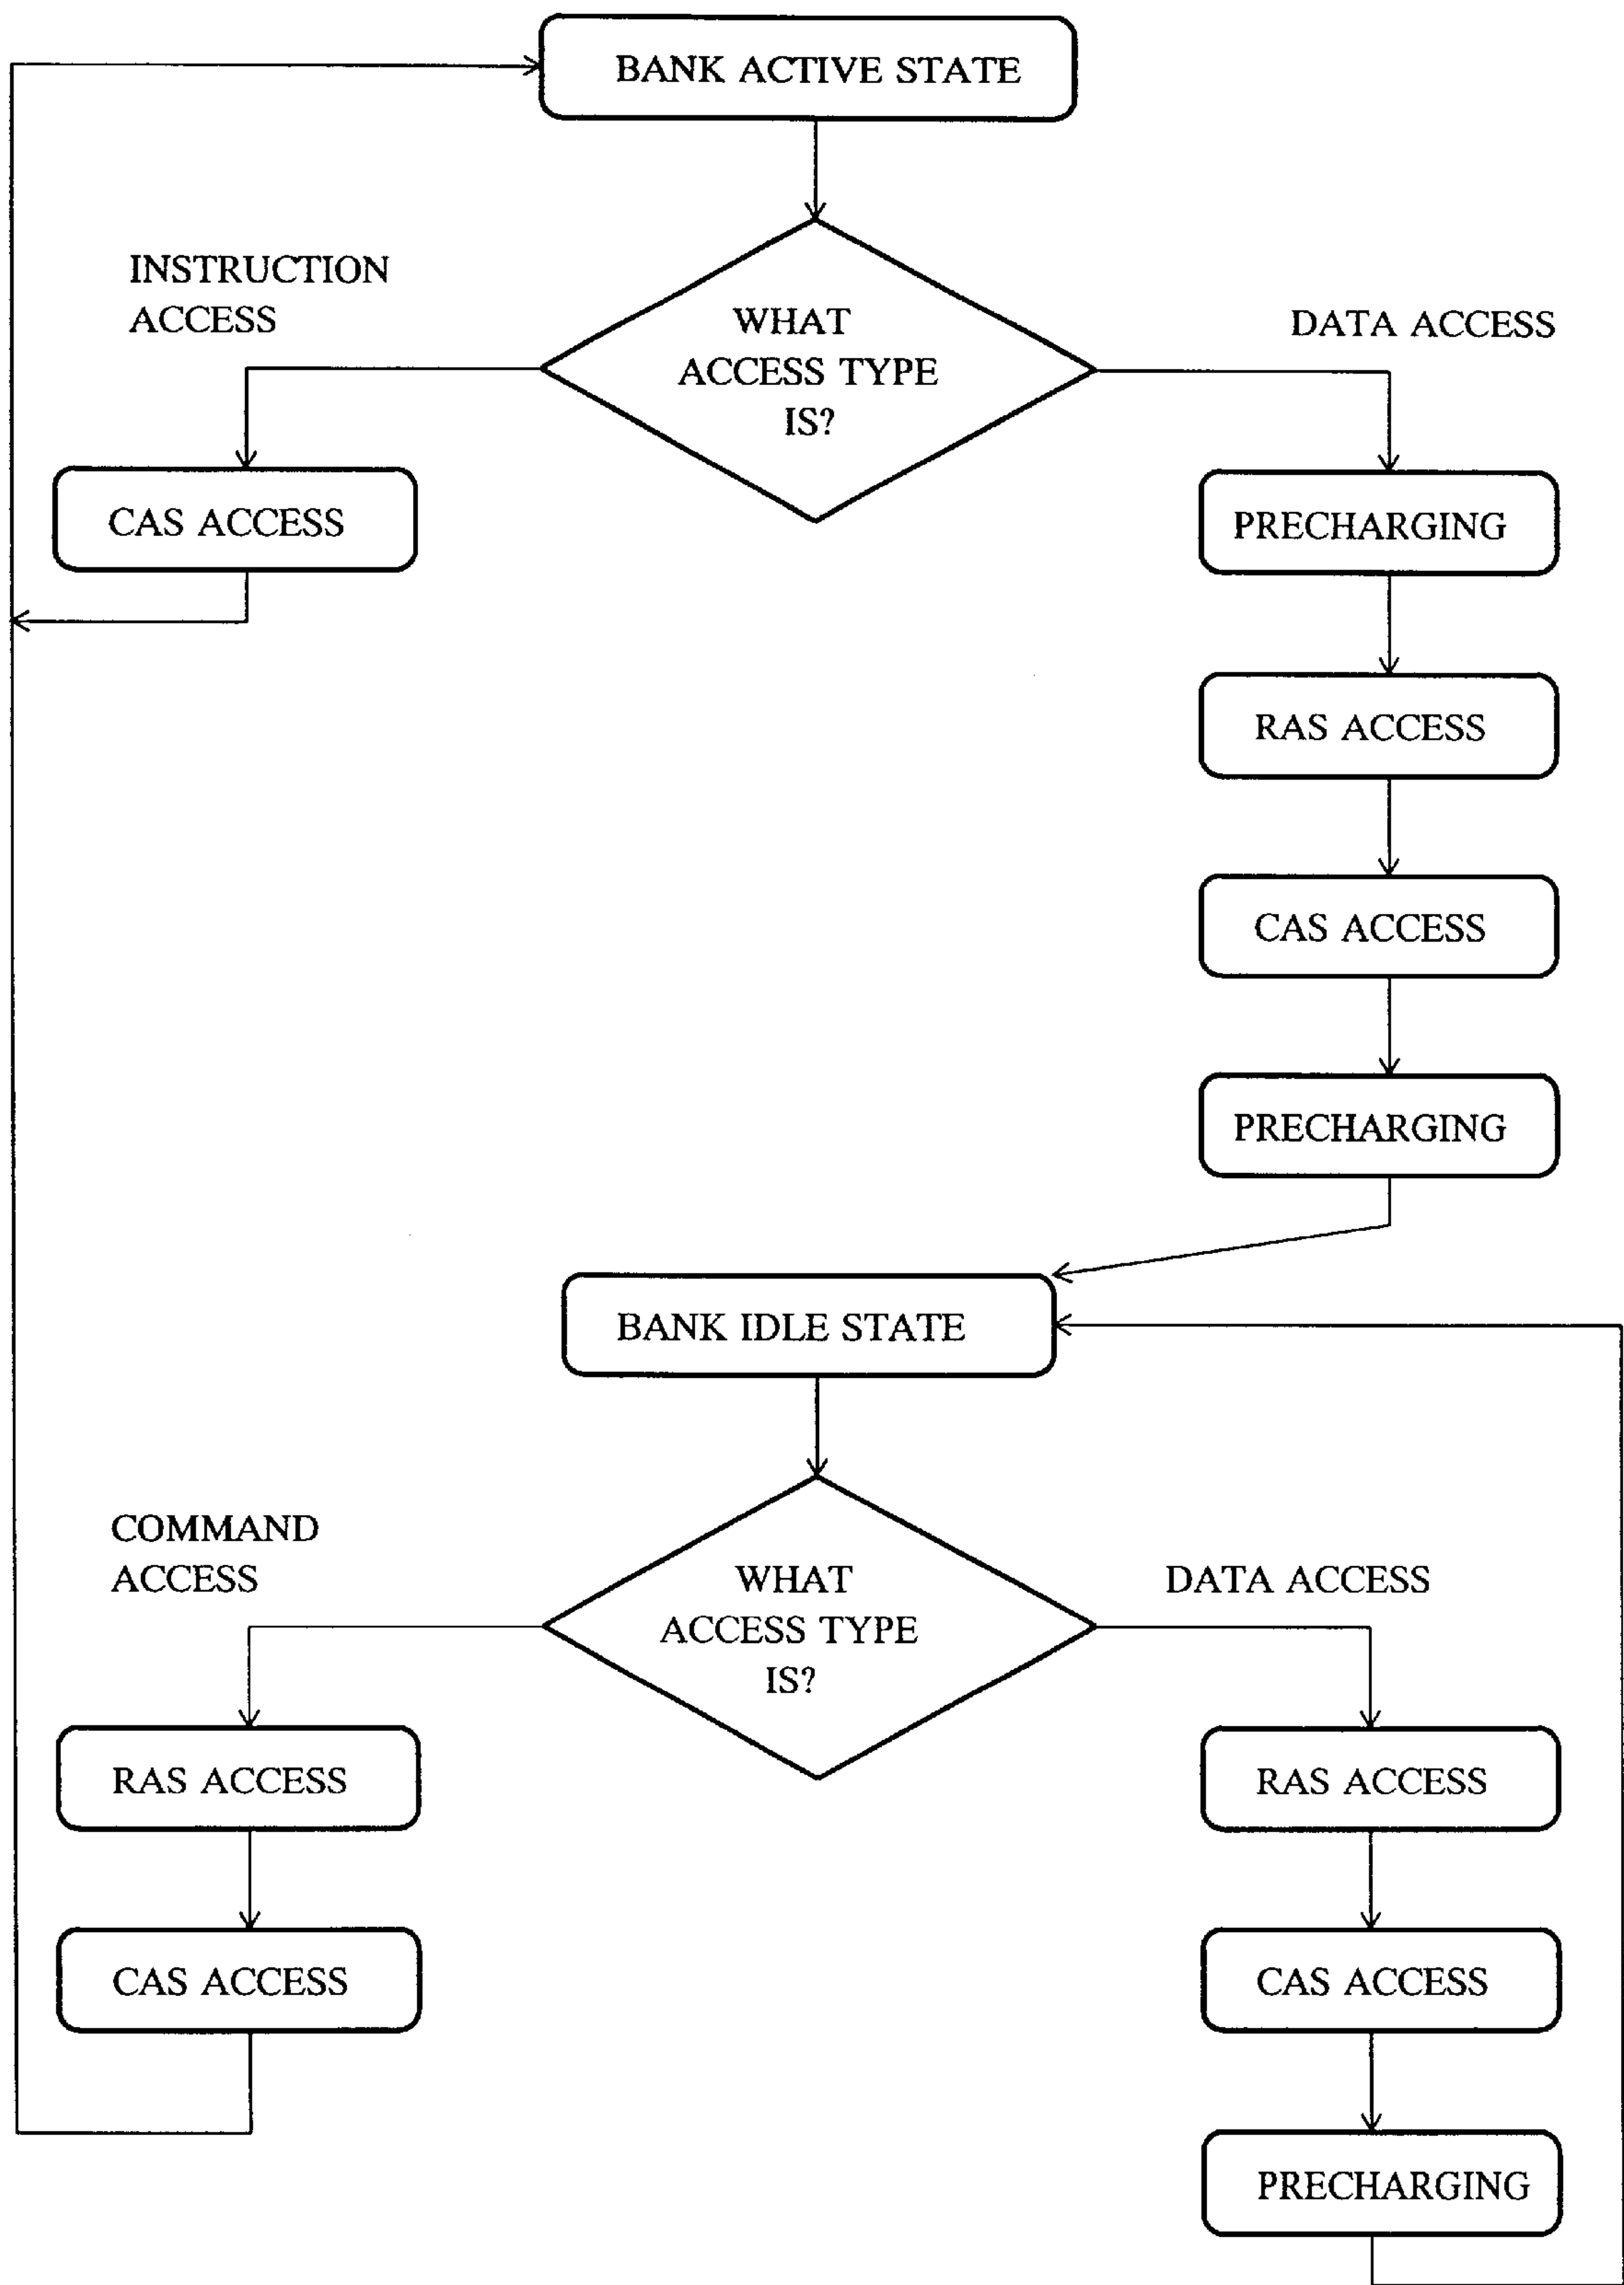 BANK ACTIVE STATE
INSTRUCTION
ACCESS
WHAT
ACCESS TYPE
IS?
DATA ACCESS
CAS ACCESS
PRECHARGING
RAS ACCESS
CAS ACCESS
PRECHARGING
BANK IDLE STATE
COMMAND
ACCESS
WHAT
ACCESS TYPE
IS?
DATA ACCESS
RAS ACCESS
RAS ACCESS
CAS ACCESS
CAS ACCESS
PRECHARGING